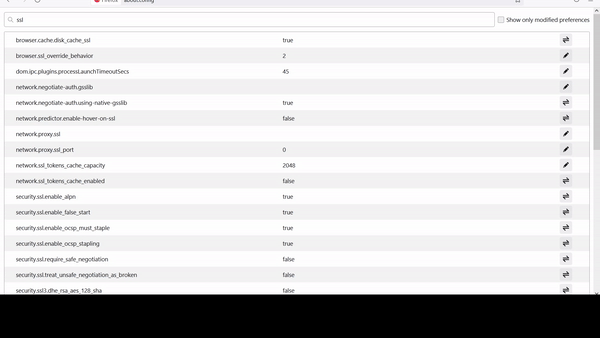 Firefox about:config
ssl Show only modified preferences
browser.cache.disk_cache_ssl true
browser.ssl_override_behavior 2
dom.ipc.plugins.processLaunchTimeoutSecs 45
network.negotiate-auth.gsslib
network.negotiate-auth.using-native-gsslib true
network.predictor.enable-hover-on-ssl false
network.proxy.ssl
network.proxy.ssl_port 0
network.ssl_tokens_cache_capacity 2048
network.ssl_tokens_cache_enabled false
security.ssl.enable_alpn true
security.ssl.enable_false_start true
security.ssl.enable_ocsp_must_staple true
security.ssl.enable_ocsp_stapling true
security.ssl.require_safe_negotiation false
security.ssl.treat_unsafe_negotiation_as_broken false
security.ssl3.dhe_rsa_aes_128_sha false